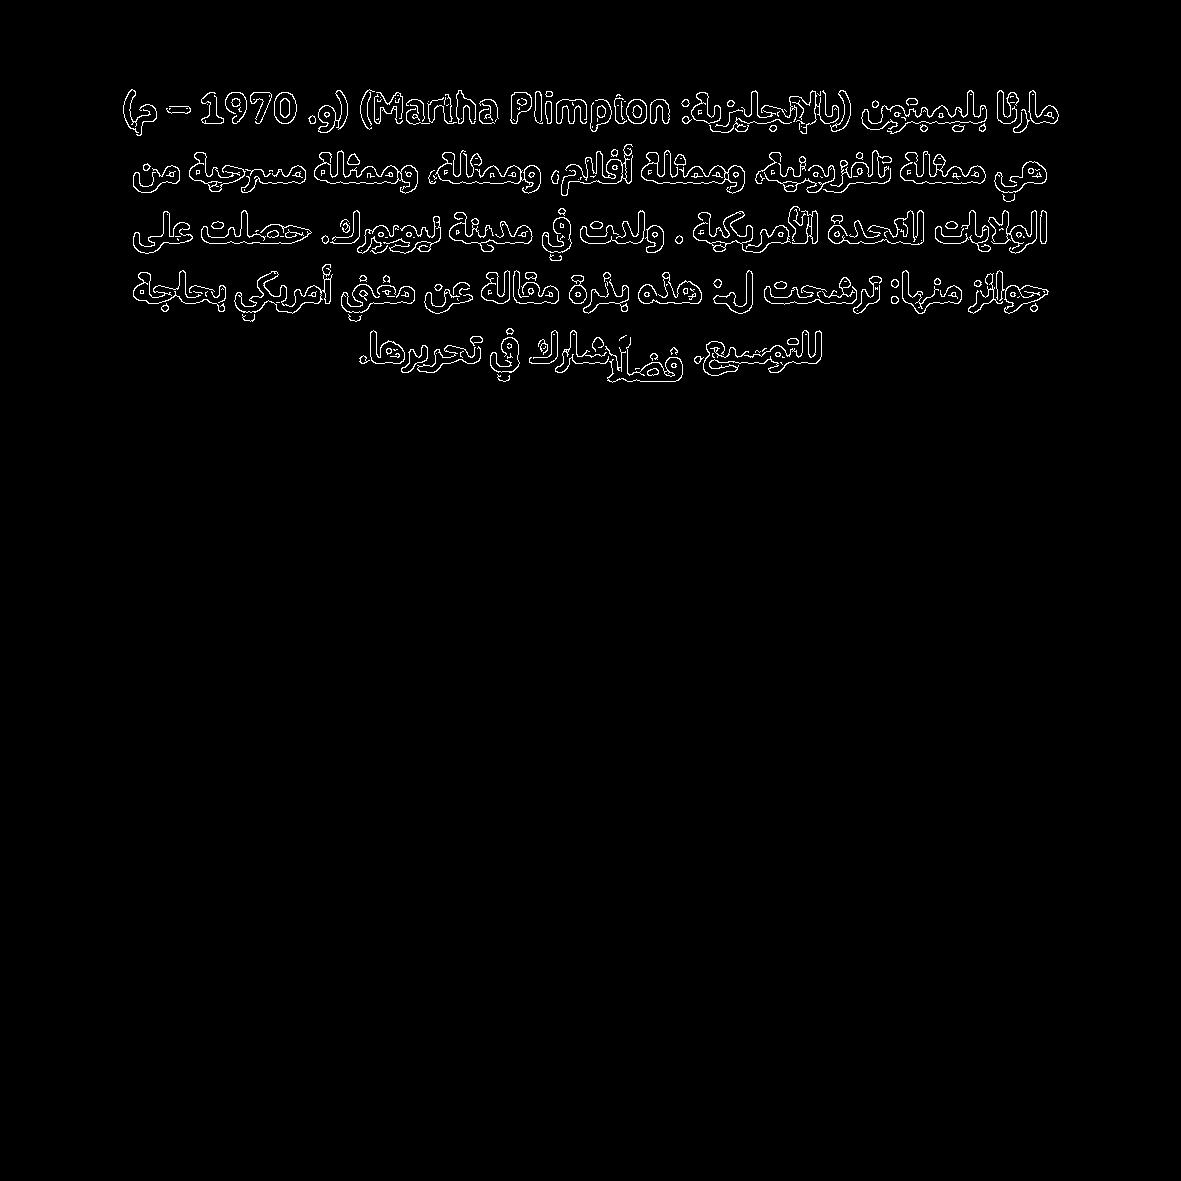 مارثا بليمبتون (بالإنجليزية: Martha Plimpton) (و. 1970 – م)
هي ممثلة تلفزيونية، وممثلة أفلام، وممثلة، وممثلة مسرحية من
الولايات المتحدة الأمريكية . ولدت في مدينة نيويورك. حصلت على
جوائز منها: ترشحت لـ: هذه بذرة مقالة عن مغني أمريكي بحاجة
للتوسيع. فضلاً شارك في تحريرها.